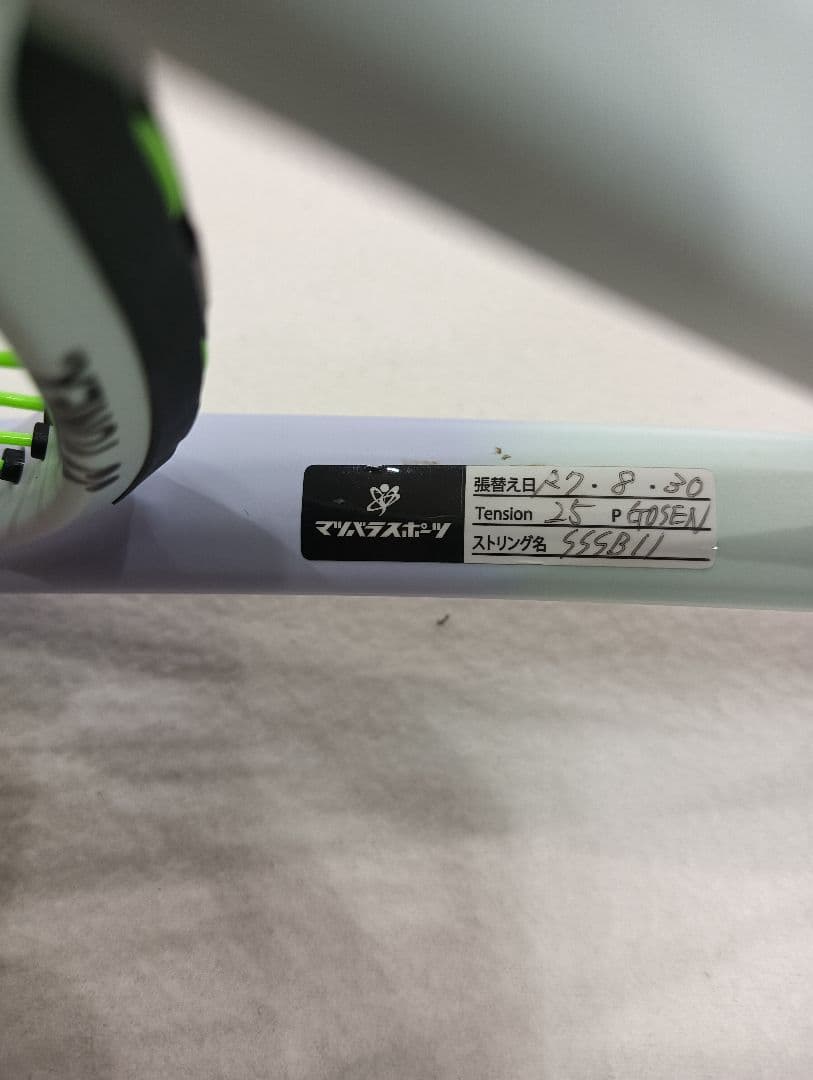 マツバラスポーツ
張替え日 R7・8・30
Tension 25 P GOSEN
ストリング名 SSSB11